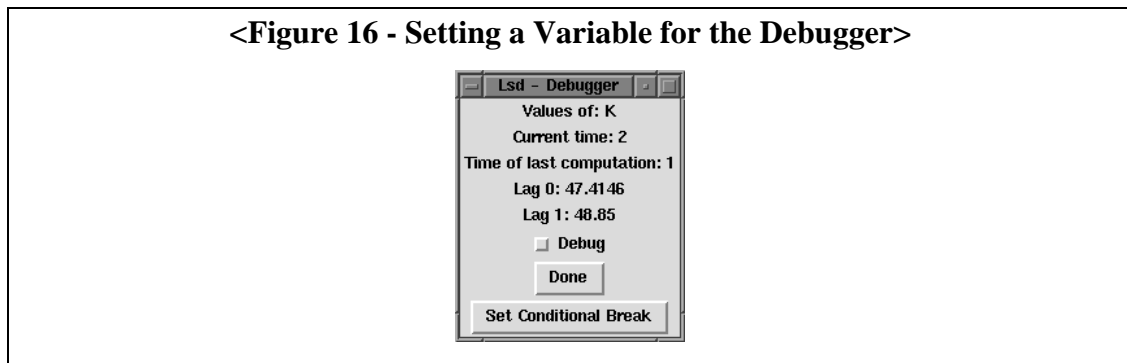 <Figure 16 - Setting a Variable for the Debugger>
Lsd - Debugger
Values of: K
Current time: 2
Time of last computation: 1
Lag 0: 47.4146
Lag 1: 48.85
Debug
Done
Set Conditional Break